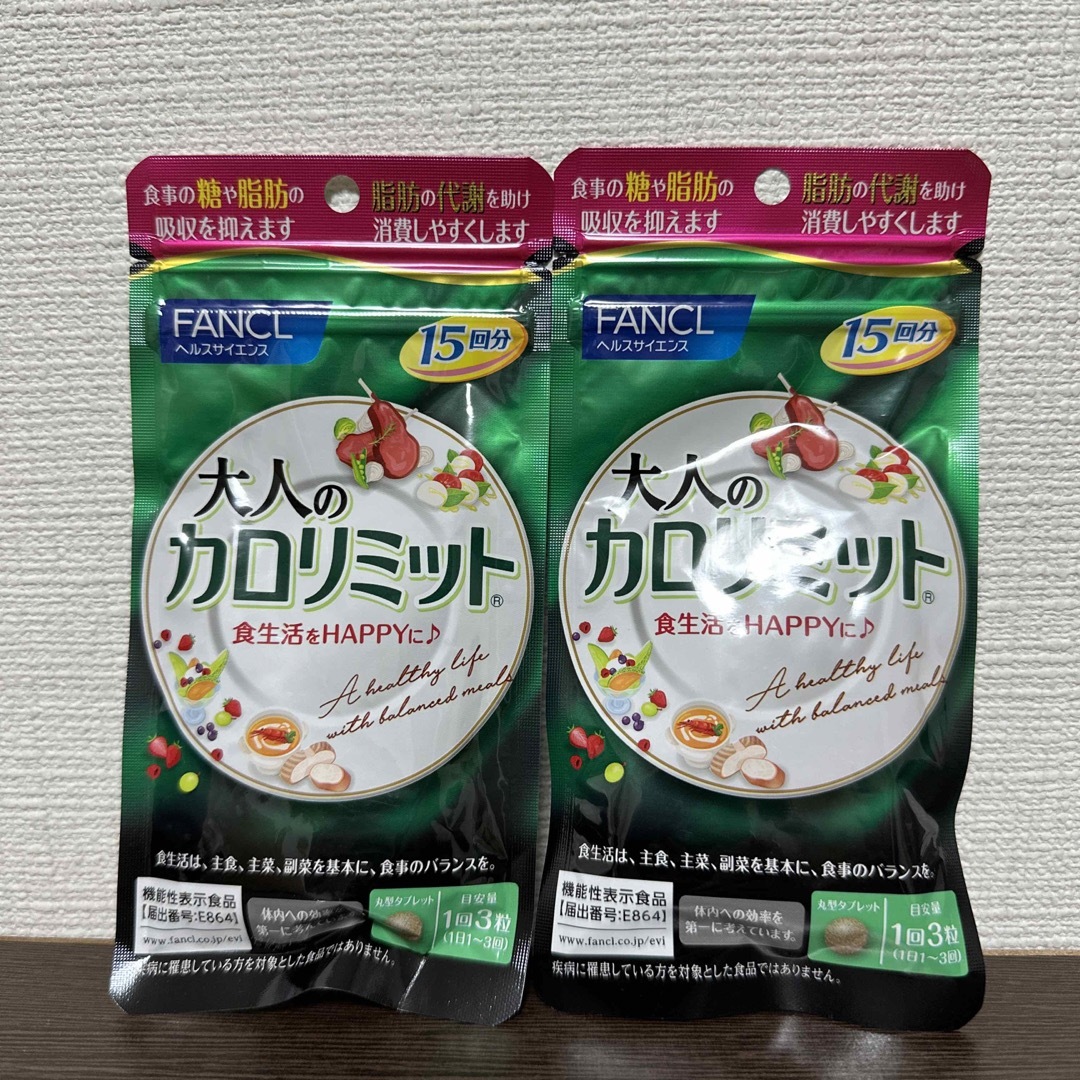 食事の糖や脂肪の
吸収を抑えます
脂肪の代謝を助け
消費しやすくします
FANCL
ヘルスサイエンス
15回分
大人の
カロリミット®
食生活をHAPPYに♪
A healthy life
with balanced meals
食生活は、主食、主菜、副菜を基本に、食事のバランスを。
機能性表示食品
【届出番号:E864】
www.fancl.co.jp/evi
体内への効率を
第一に考えています。
丸型タブレット
目安量
1回3粒
(1日1~3回)
疾病に罹患している方を対象とした食品ではありません。
食事の糖や脂肪の
吸収を抑えます
脂肪の代謝を助け
消費しやすくします
FANCL
ヘルスサイエンス
15回分
大人の
カロリミット®
食生活をHAPPYに♪
A healthy life
with balanced meals
食生活は、主食、主菜、副菜を基本に、食事のバランスを。
機能性表示食品
【届出番号:E864】
www.fancl.co.jp/evi
体内への効率を
第一に考えています。
丸型タブレット
目安量
1回3粒
(1日1~3回)
疾病に罹患している方を対象とした食品ではありません。